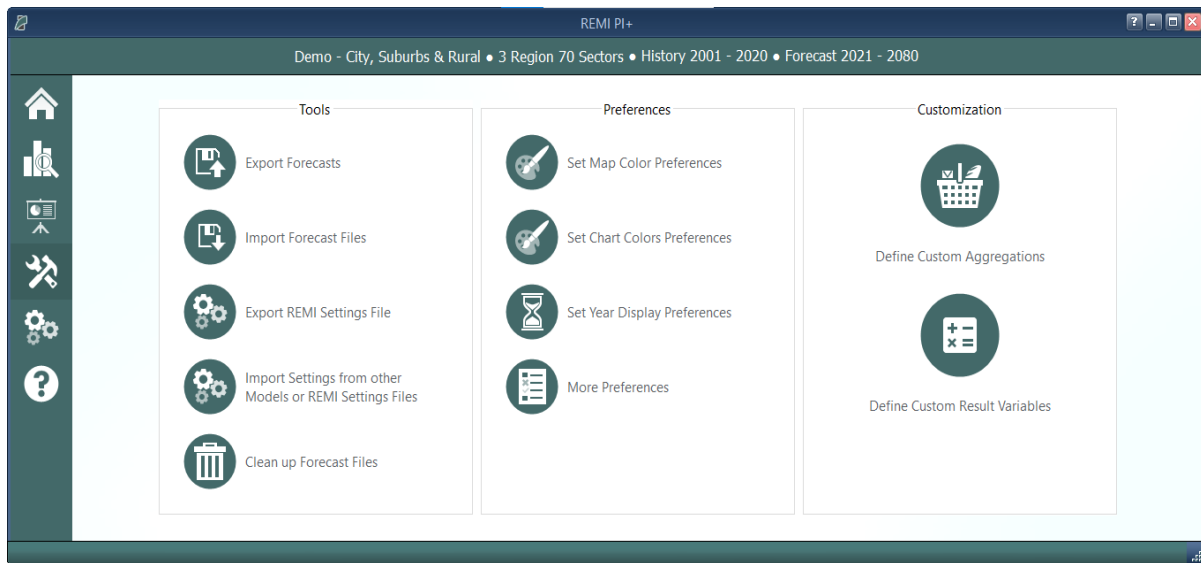 REMI PI+
Demo - City, Suburbs & Rural ● 3 Region 70 Sectors ● History 2001 - 2020 ● Forecast 2021 - 2080
Tools
Export Forecasts
Import Forecast Files
Export REMI Settings File
Import Settings from other
Models or REMI Settings Files
Clean up Forecast Files
Preferences
Set Map Color Preferences
Set Chart Colors Preferences
Set Year Display Preferences
More Preferences
Customization
Define Custom Aggregations
Define Custom Result Variables